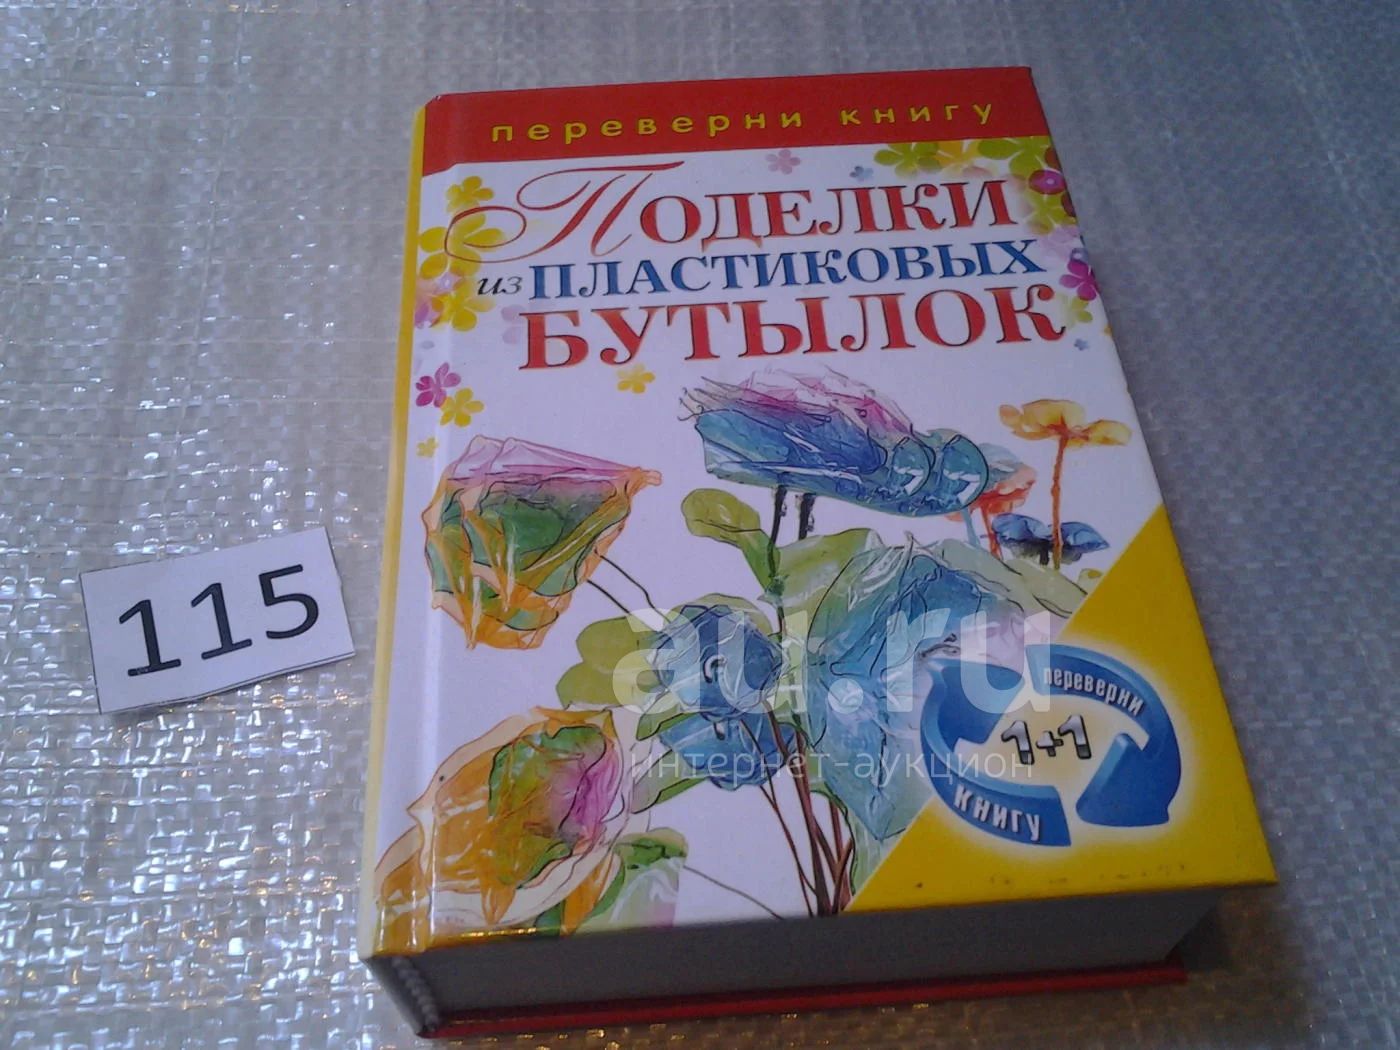 переверни книгу
Поделки
из пластиковых
бутылок
115
au.ru
интернет-аукцион
переверни
1+1
книгу